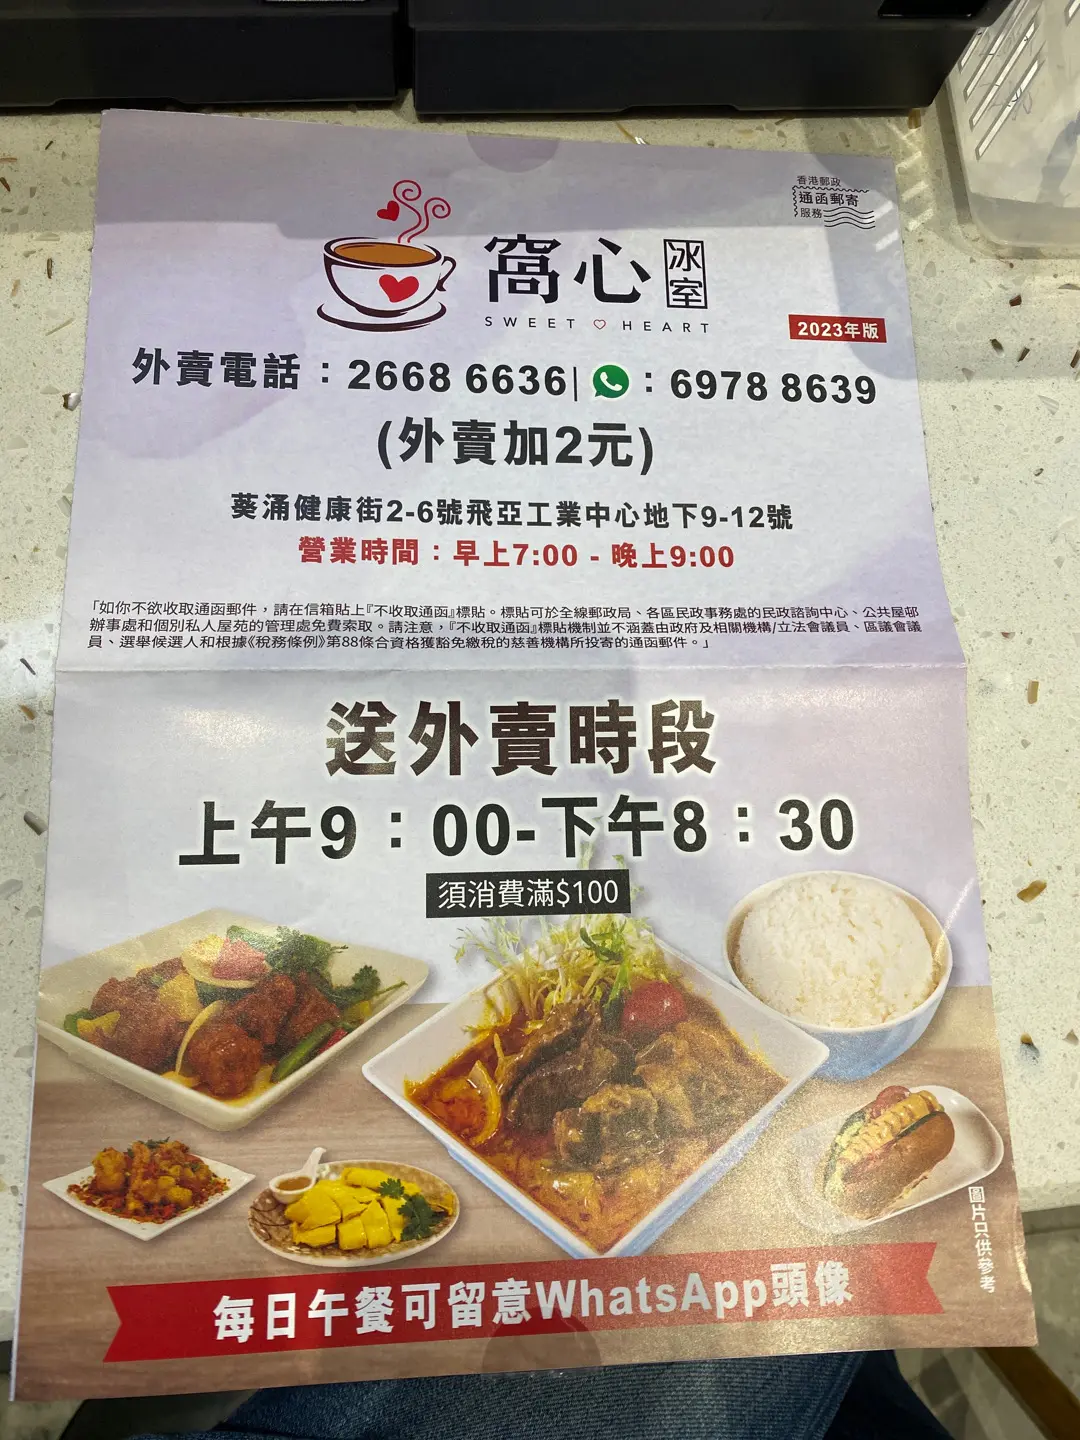 香港郵政
通函郵寄
服務
窩心冰室
SWEET HEART
2023年版
外賣電話：2668 6636| ：6978 8639
(外賣加2元)
葵涌健康街2-6號飛亞工業中心地下9-12號
營業時間：早上7:00 - 晚上9:00
「如你不欲收取通函郵件，請在信箱貼上『不收取通函』標貼。標貼可於全線郵政局、各區民政事務處的民政諮詢中心、公共屋邨
辦事處和個別私人屋苑的管理處免費索取。請注意，『不收取通函』標貼機制並不涵蓋由政府及相關機構/立法會議員、區議會議
員、選舉候選人和根據《稅務條例》第88條合資格獲豁免繳稅的慈善機構所投寄的通函郵件。」
送外賣時段
上午9：00-下午8：30
須消費滿$100
圖片只供參考
每日午餐可留意WhatsApp頭像